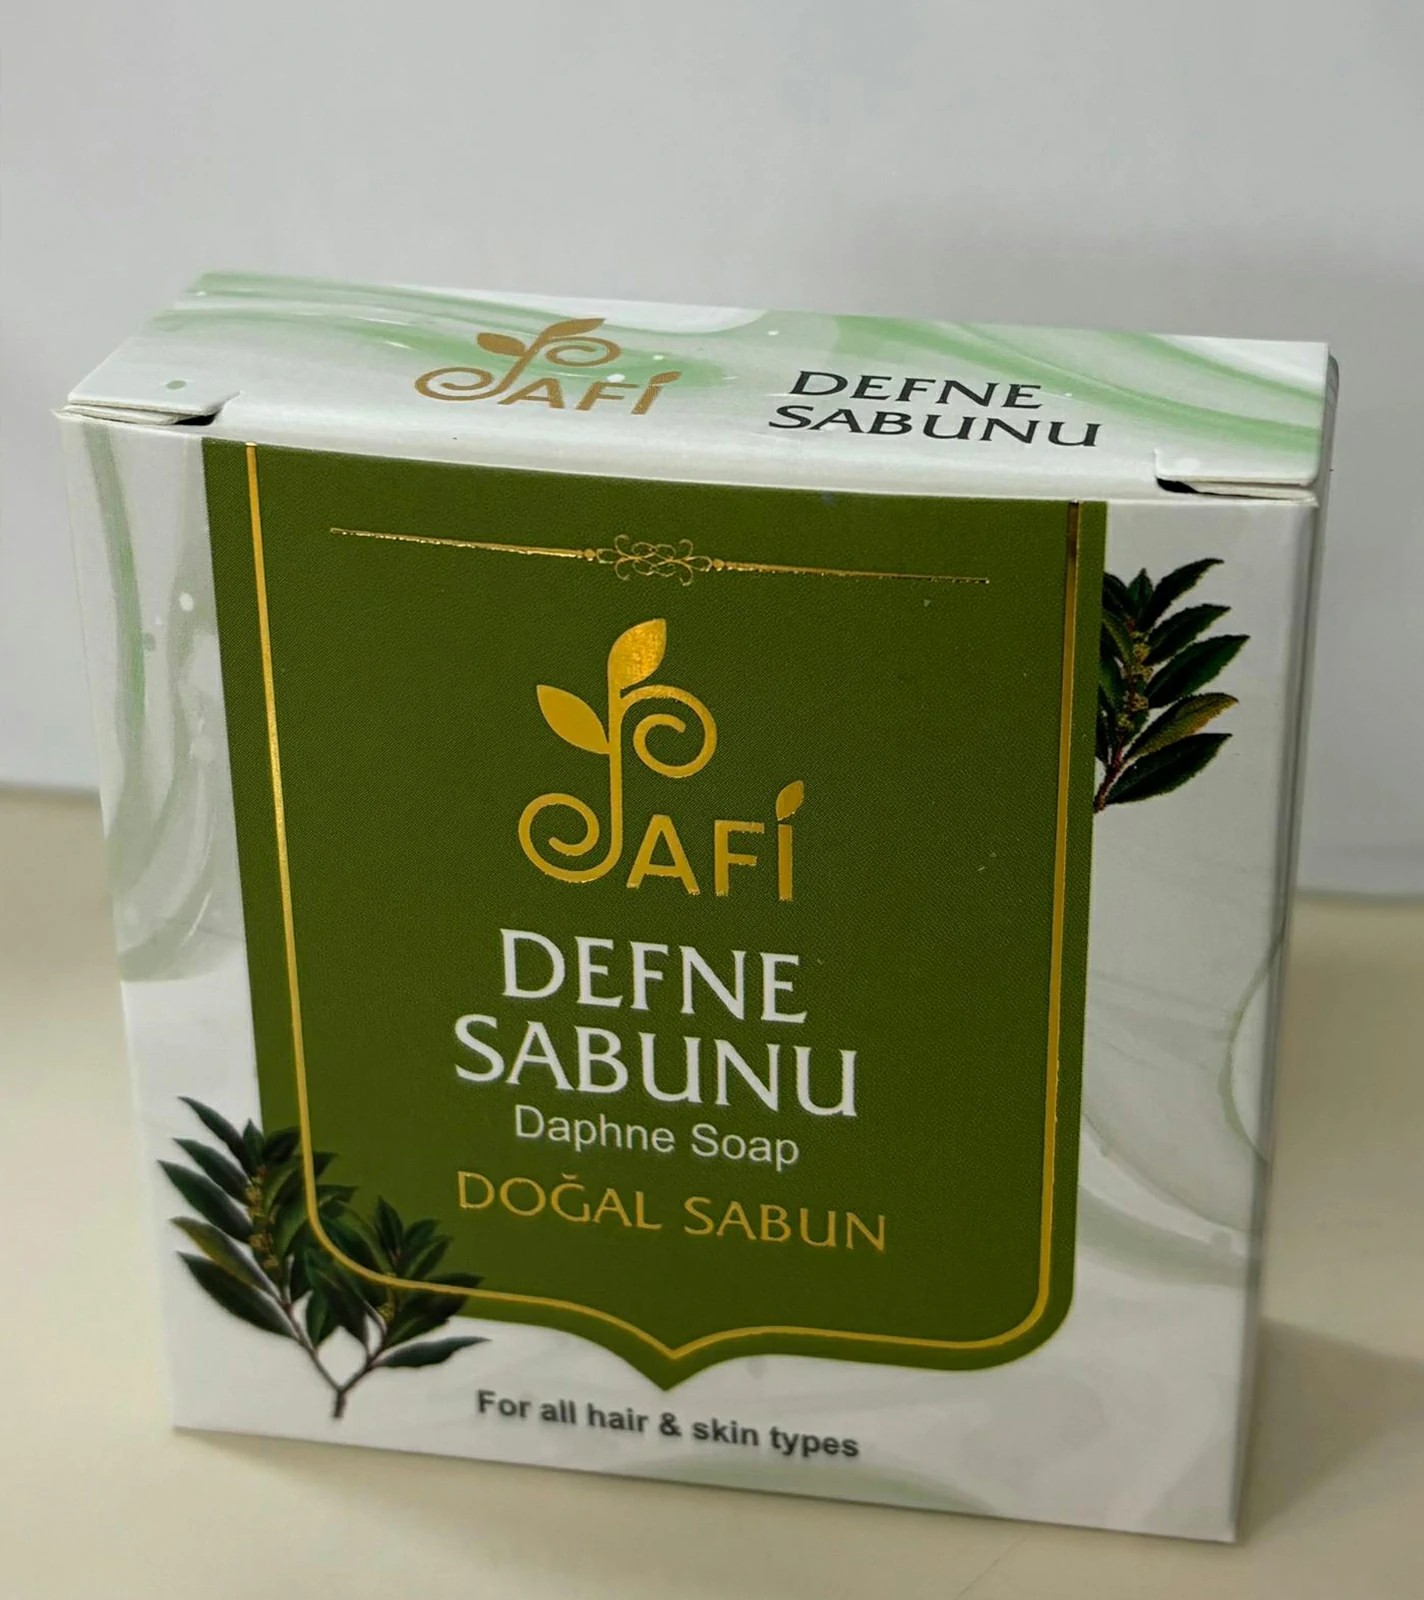 SAFİ
DEFNE
SABUNU
SAFİ
DEFNE
SABUNU
Daphne Soap
DOĞAL SABUN
For all hair & skin types